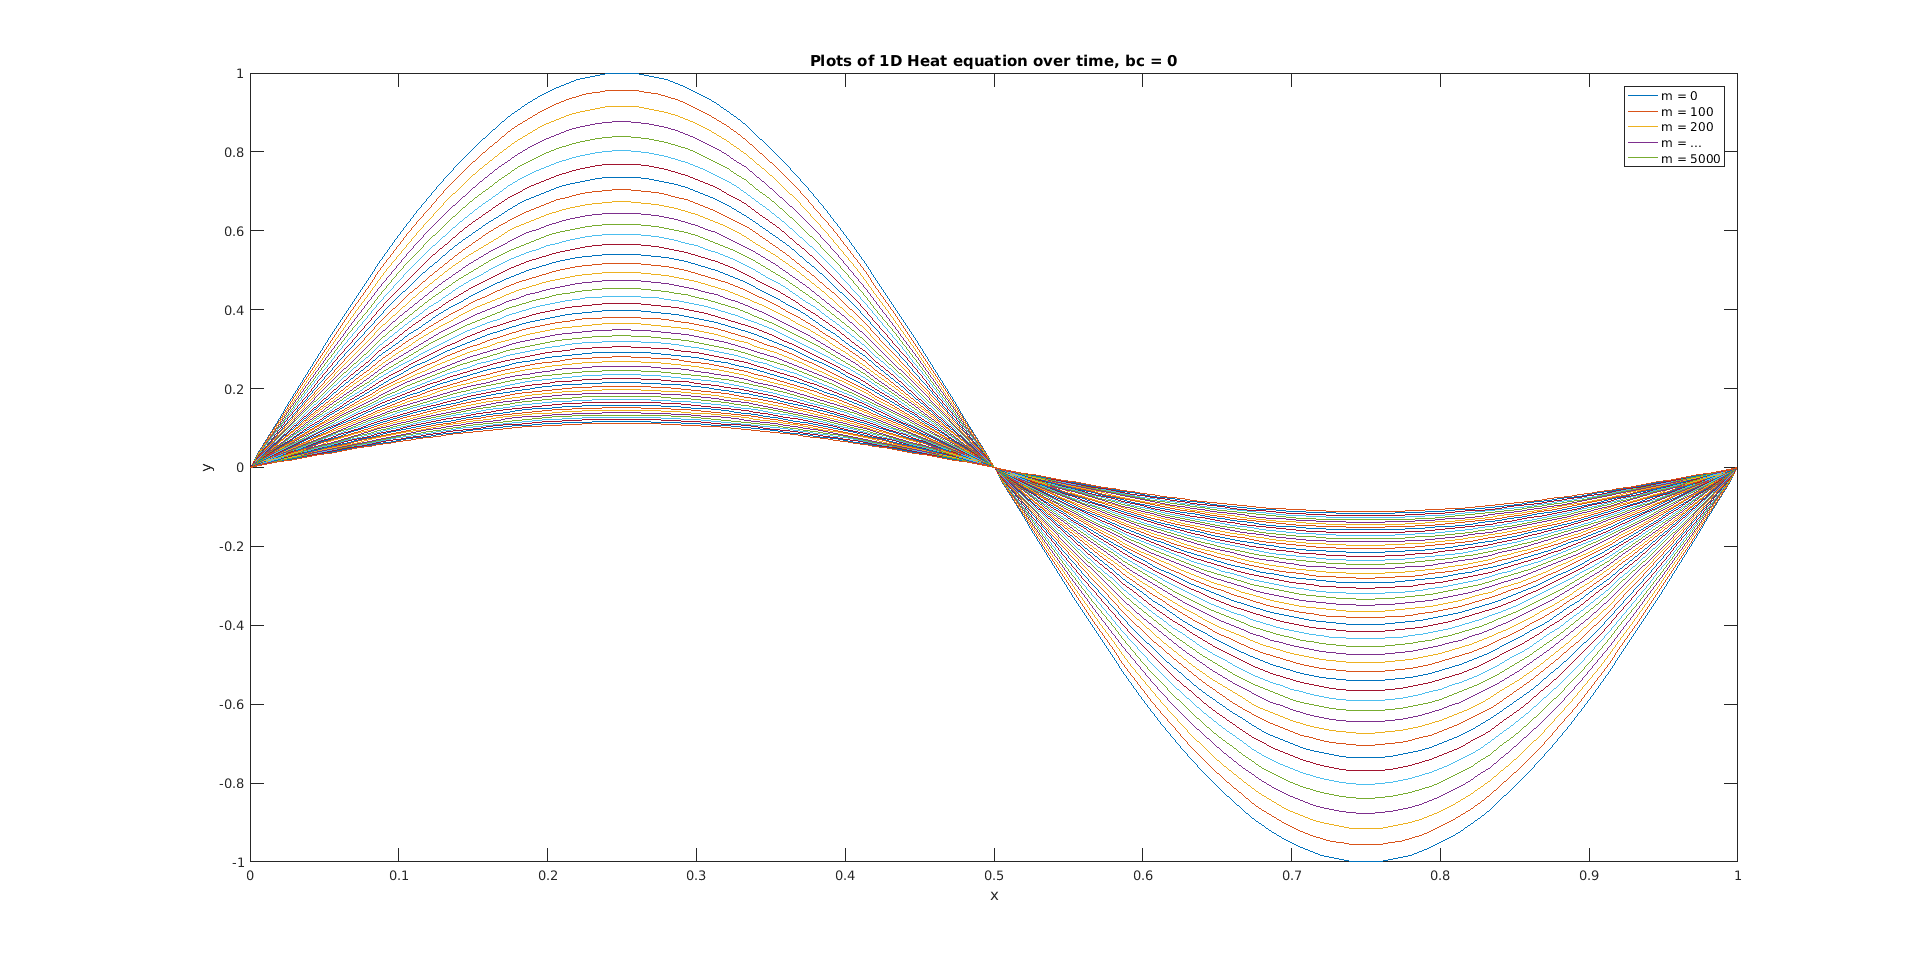 Plots of 1D Heat equation over time, bc = 0
m = 0
m = 100
m = 200
m = ...
m = 5000
1
0.8
0.6
0.4
0.2
0
-0.2
-0.4
-0.6
-0.8
-1
y
0 0.1 0.2 0.3 0.4 0.5 0.6 0.7 0.8 0.9 1
x